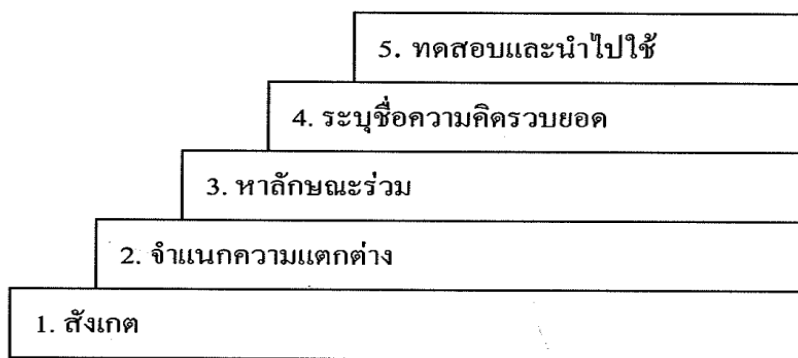 5. ทดสอบและนำไปใช้
4. ระบุชื่อความคิดรวบยอด
3. หาลักษณะร่วม
2. จำแนกความแตกต่าง
1. สังเกต